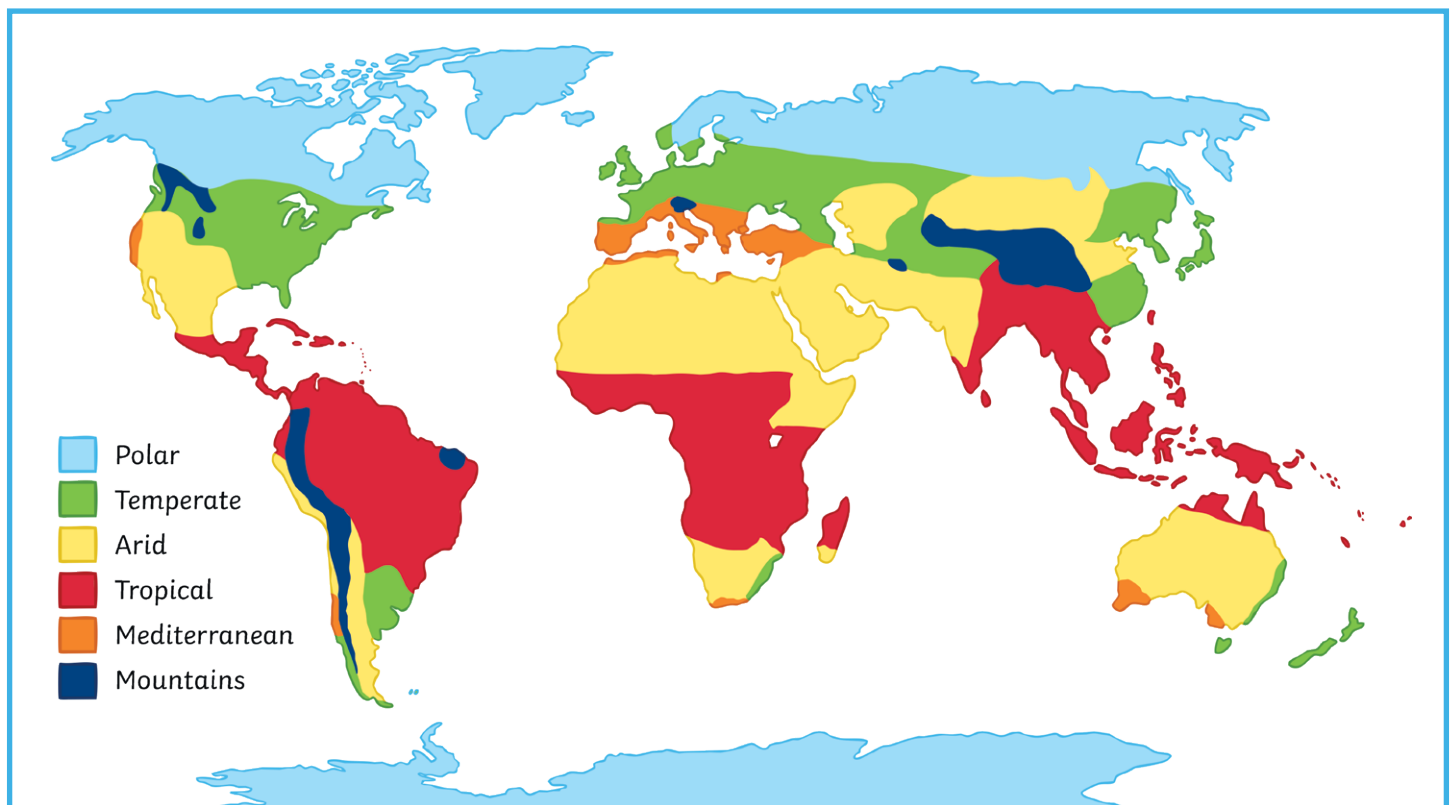 Polar
Temperate
Arid
Tropical
Mediterranean
Mountains